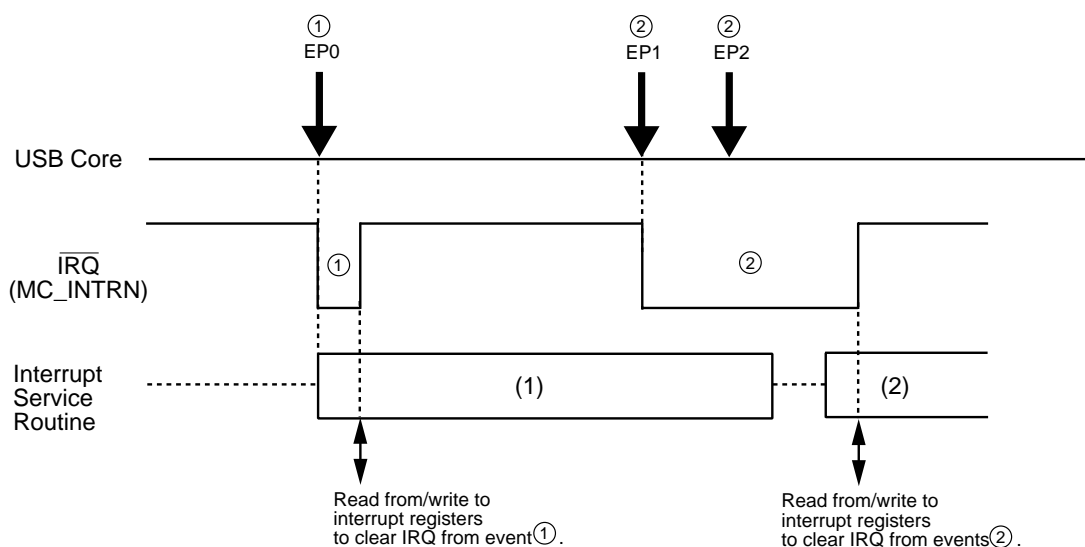 ① ② ②
EP0 EP1 EP2
USB Core
IRQ
(MC_INTRN)
① ②
Interrupt
Service
Routine
(1) (2)
Read from/write to
interrupt registers
to clear IRQ from event①.
Read from/write to
interrupt registers
to clear IRQ from events②.